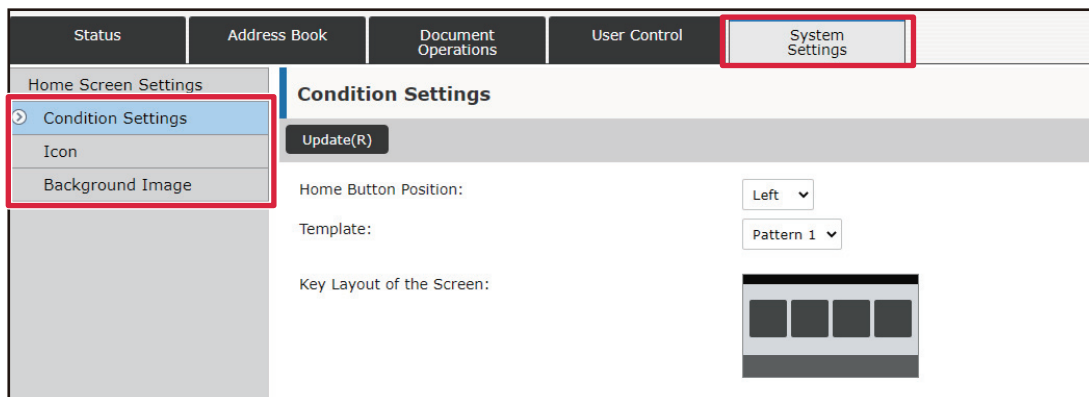 Status
Address Book
Document
Operations
User Control
System
Settings
Home Screen Settings
Condition Settings
Icon
Background Image
Condition Settings
Update(R)
Home Button Position:
Left
Template:
Pattern 1
Key Layout of the Screen: